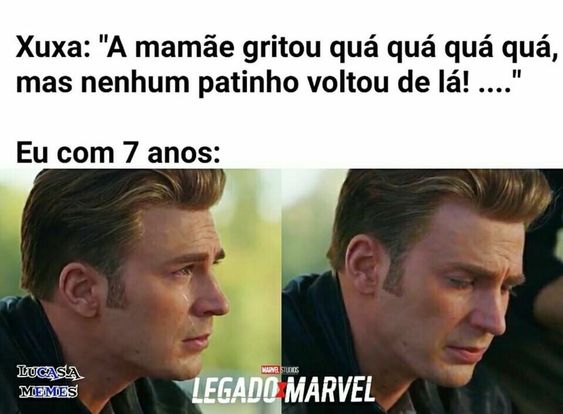 Xuxa: "A mamãe gritou quá quá quá quá,
mas nenhum patinho voltou de lá! ...."
Eu com 7 anos:
LUCASA
MEMES
MARVEL STUDIOS
LEGADO MARVEL